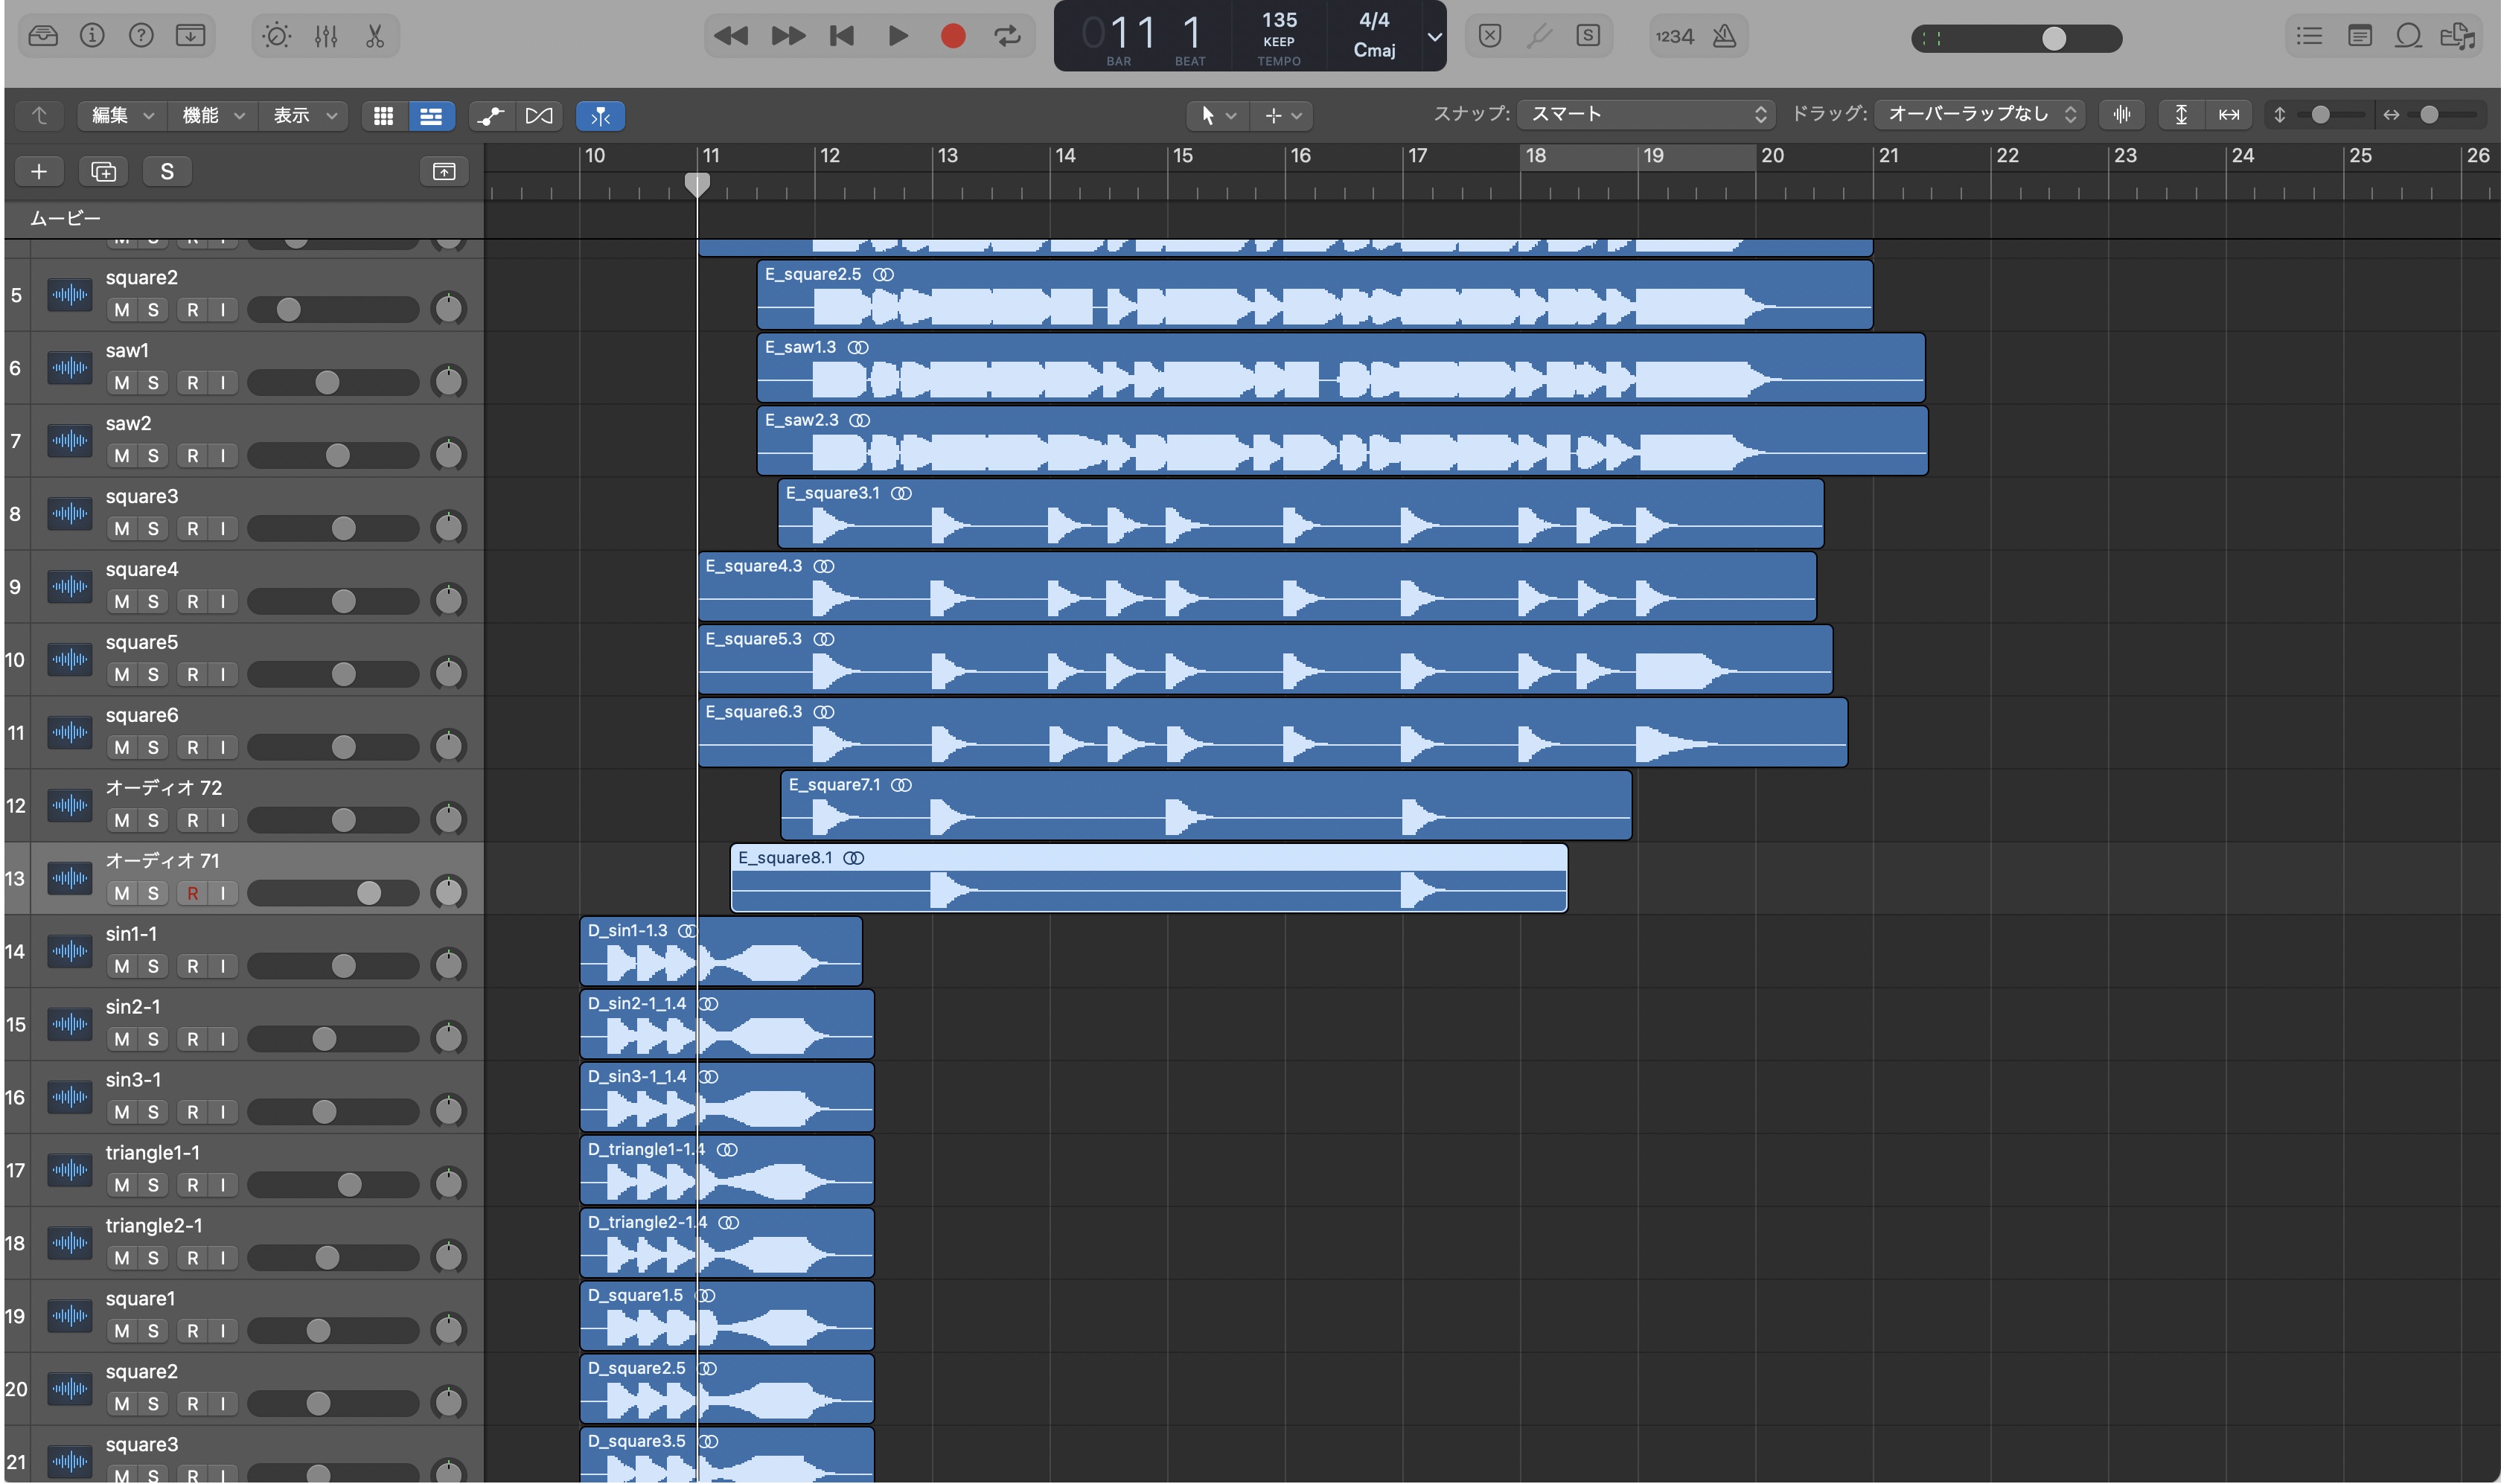 011 1
BAR BEAT
135
KEEP
TEMPO
4/4
Cmaj
S
1234
編集 機能 表示
スナップ: スマート
ドラッグ: オーバーラップなし
S
10 11 12 13 14 15 16 17 18 19 20 21 22 23 24 25 26
ムービー
M S R I
5 square2
M S R I
E_square2.5
6 saw1
M S R I
E_saw1.3
7 saw2
M S R I
E_saw2.3
8 square3
M S R I
E_square3.1
9 square4
M S R I
E_square4.3
10 square5
M S R I
E_square5.3
11 square6
M S R I
E_square6.3
12 オーディオ 72
M S R I
E_square7.1
13 オーディオ 71
M S R I
E_square8.1
14 sin1-1
M S R I
D_sin1-1.3
15 sin2-1
M S R I
D_sin2-1_1.4
16 sin3-1
M S R I
D_sin3-1_1.4
17 triangle1-1
M S R I
D_triangle1-1.4
18 triangle2-1
M S R I
D_triangle2-1.4
19 square1
M S R I
D_square1.5
20 square2
M S R I
D_square2.5
21 square3
M S R I
D_square3.5